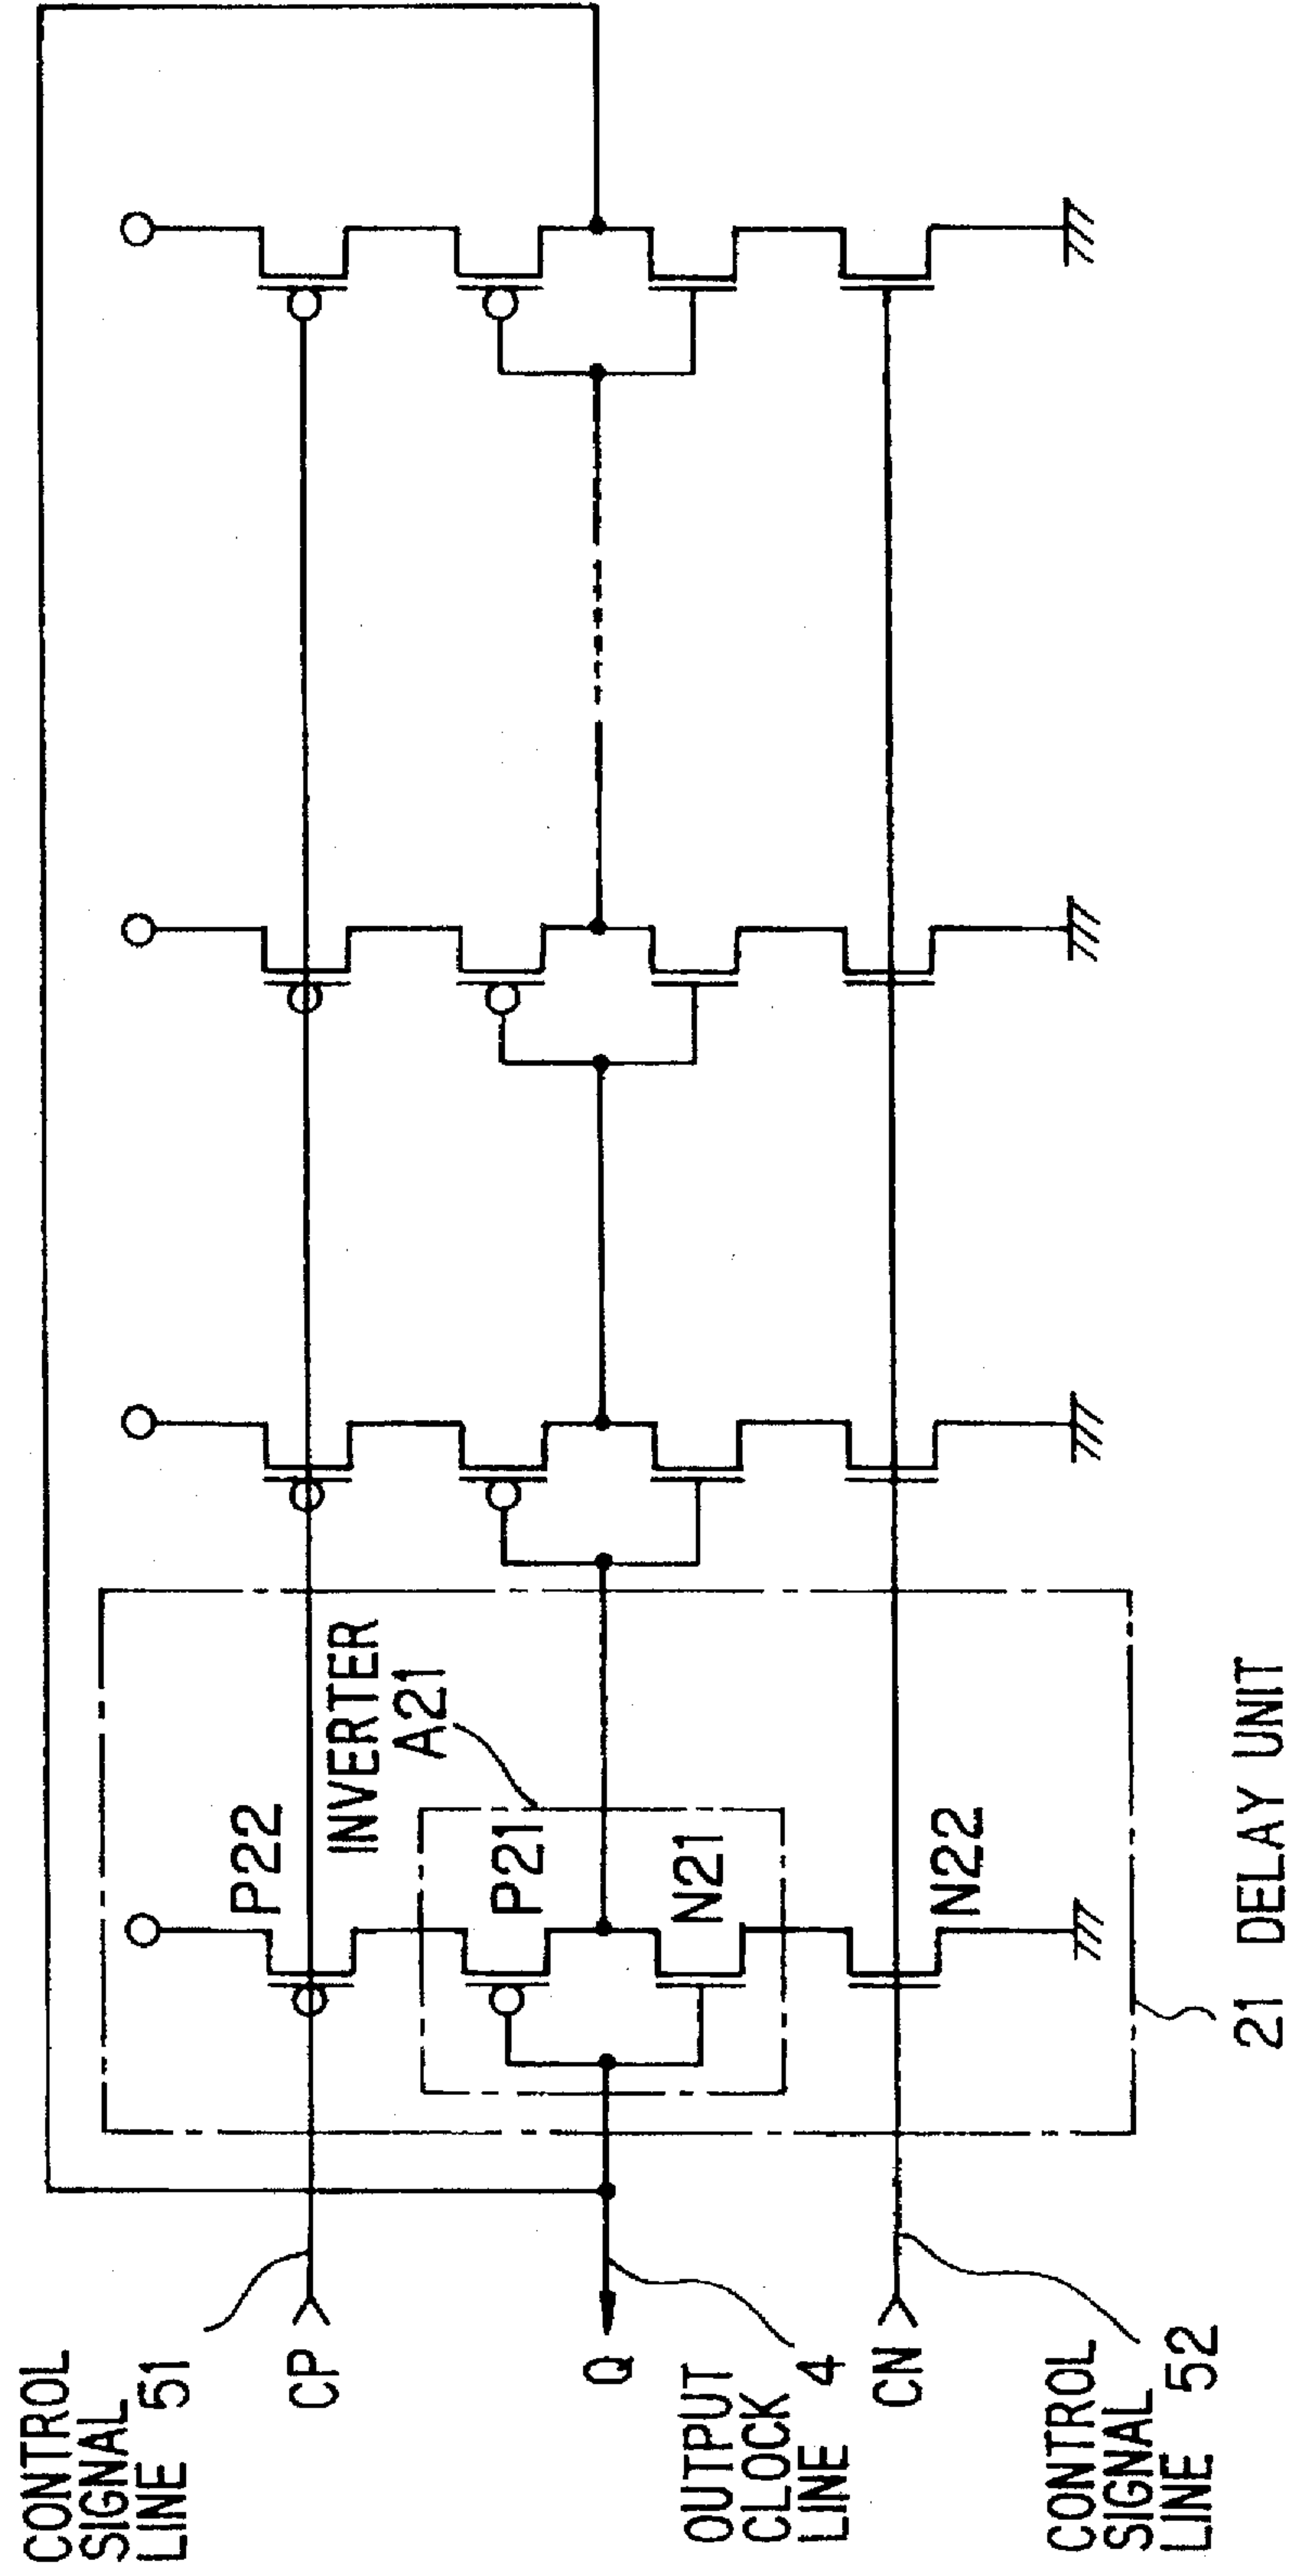 CONTROL
SIGNAL
LINE 51
CP
Q
OUTPUT
CLOCK
LINE 4
CN
CONTROL
SIGNAL
LINE 52
P22
INVERTER
A21
P21
N21
N22
21 DELAY UNIT